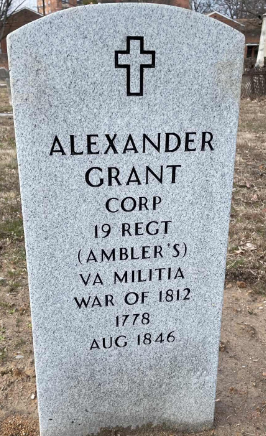 ALEXANDER
GRANT
CORP
19 REGT
(AMBLER'S)
VA MILITIA
WAR OF 1812
1778
AUG 1846